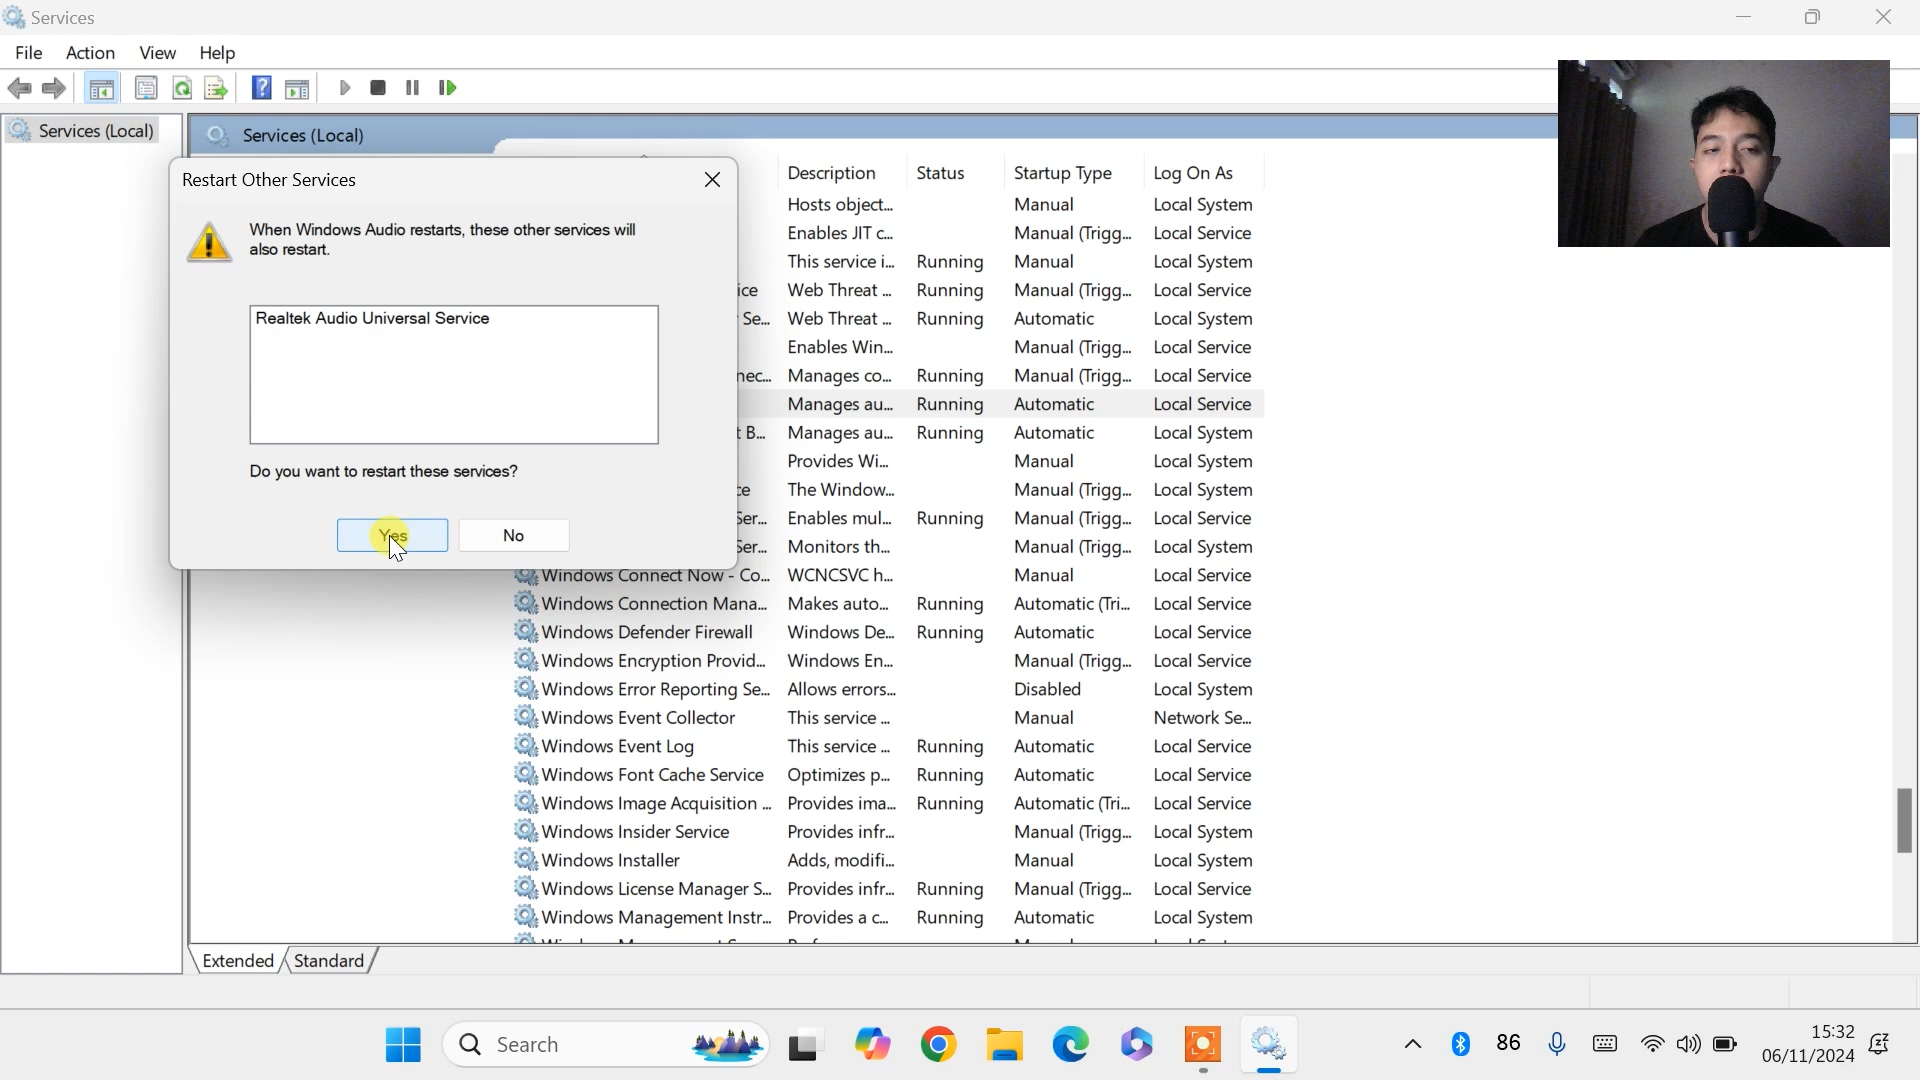 Services
File Action View Help
Services (Local)
Services (Local)
Restart Other Services
When Windows Audio restarts, these other services will
also restart.
Realtek Audio Universal Service
Do you want to restart these services?
Yes No
Description Status Startup Type Log On As
Hosts object... Manual Local System
Enables JIT c... Manual (Trigg... Local Service
This service i... Running Manual Local System
ice Web Threat ... Running Manual (Trigg... Local Service
Se... Web Threat ... Running Automatic Local System
Enables Win... Manual (Trigg... Local Service
nec... Manages co... Running Manual (Trigg... Local Service
Manages au... Running Automatic Local Service
t B... Manages au... Running Automatic Local System
Provides Wi... Manual Local System
ce The Window... Manual (Trigg... Local System
Ser... Enables mul... Running Manual (Trigg... Local Service
Ser... Monitors th... Manual (Trigg... Local System
Windows Connect Now - Co... WCNCSVC h... Manual Local Service
Windows Connection Mana... Makes auto... Running Automatic (Tri... Local Service
Windows Defender Firewall Windows De... Running Automatic Local Service
Windows Encryption Provid... Windows En... Manual (Trigg... Local Service
Windows Error Reporting Se... Allows errors... Disabled Local System
Windows Event Collector This service ... Manual Network Se...
Windows Event Log This service ... Running Automatic Local Service
Windows Font Cache Service Optimizes p... Running Automatic Local Service
Windows Image Acquisition ... Provides ima... Running Automatic (Tri... Local Service
Windows Insider Service Provides infr... Manual (Trigg... Local System
Windows Installer Adds, modifi... Manual Local System
Windows License Manager S... Provides infr... Running Manual (Trigg... Local Service
Windows Management Instr... Provides a c... Running Automatic Local System
Extended Standard
Search
86
15:32
06/11/2024